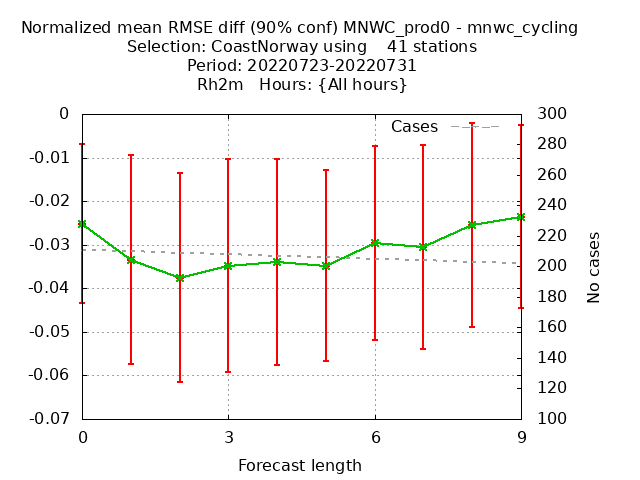 Normalized mean RMSE diff (90% conf) MNWC_prod0 - mnwc_cycling
Selection: CoastNorway using    41 stations
Period: 20220723-20220731
Rh2m   Hours: {All hours}
Cases
0
-0.01
-0.02
-0.03
-0.04
-0.05
-0.06
-0.07
300
280
260
240
220
200
180
160
140
120
100
No cases
0 3 6 9
Forecast length